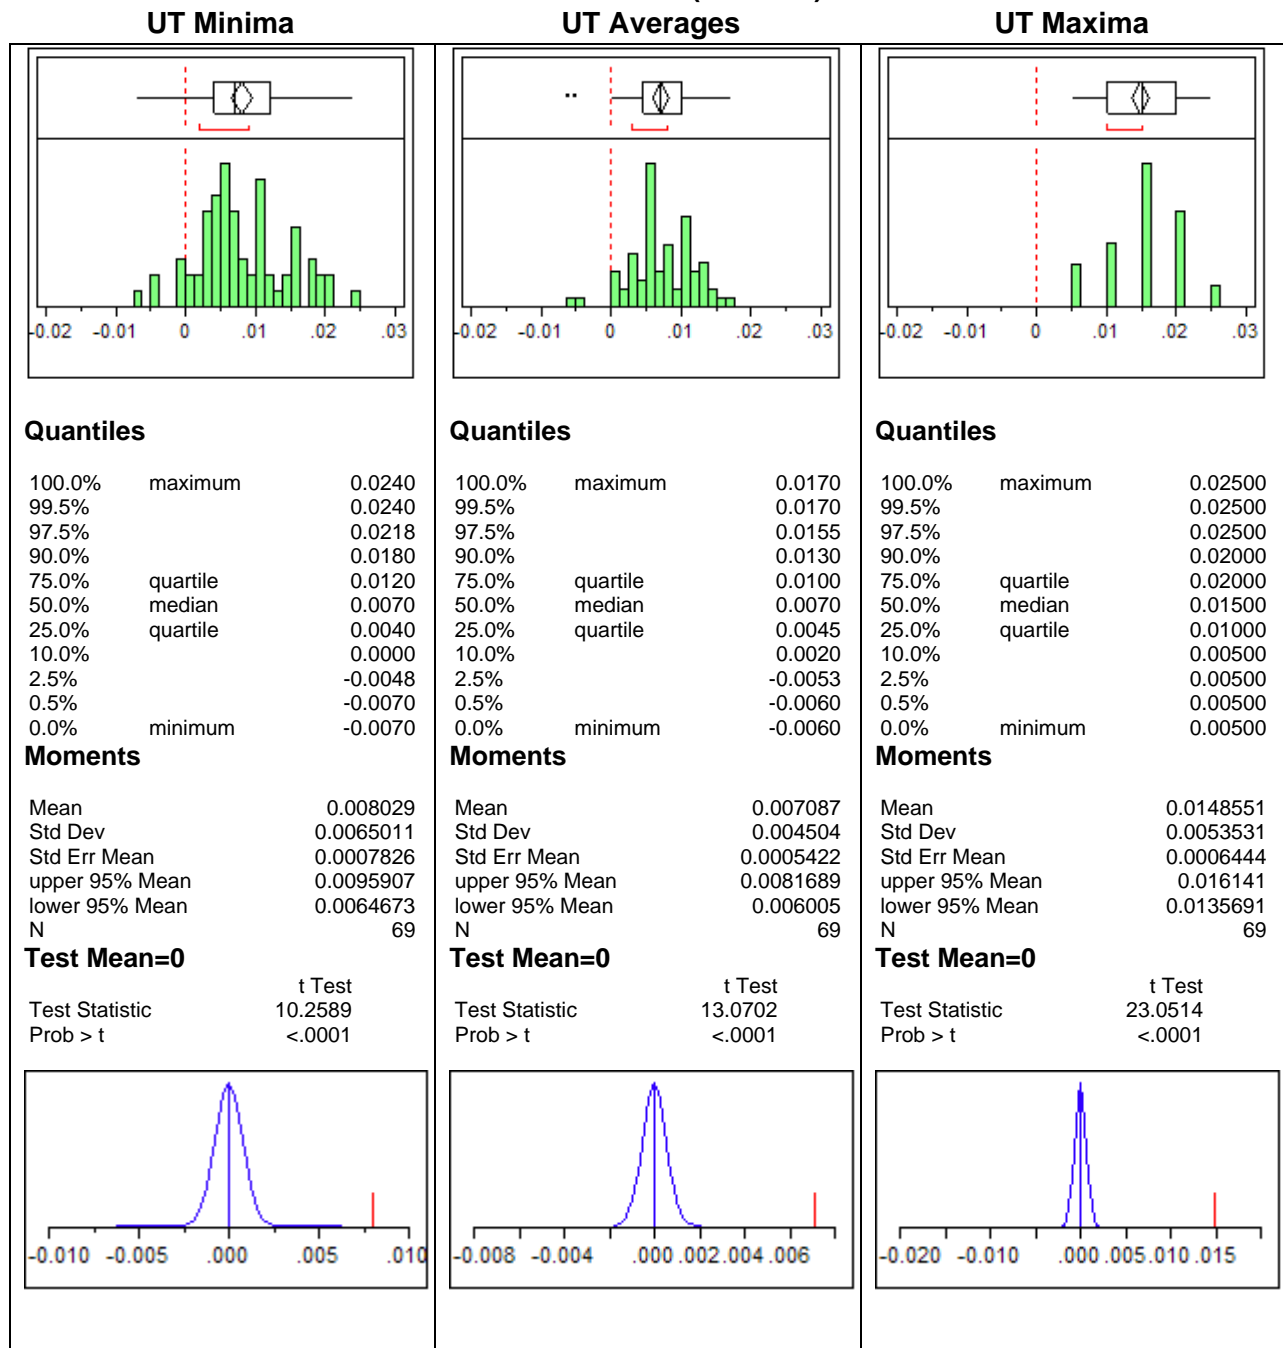 UT Minima
UT Averages
UT Maxima
-0.02 -0.01 0 .01 .02 .03
-0.02 -0.01 0 .01 .02 .03
-0.02 -0.01 0 .01 .02 .03
Quantiles
100.0% maximum 0.0240
99.5% 0.0240
97.5% 0.0218
90.0% 0.0180
75.0% quartile 0.0120
50.0% median 0.0070
25.0% quartile 0.0040
10.0% 0.0000
2.5% -0.0048
0.5% -0.0070
0.0% minimum -0.0070
Moments
Mean 0.008029
Std Dev 0.0065011
Std Err Mean 0.0007826
upper 95% Mean 0.0095907
lower 95% Mean 0.0064673
N 69
Test Mean=0
t Test
Test Statistic 10.2589
Prob > t <.0001
-0.010 -0.005 .000 .005 .010
Quantiles
100.0% maximum 0.0170
99.5% 0.0170
97.5% 0.0155
90.0% 0.0130
75.0% quartile 0.0100
50.0% median 0.0070
25.0% quartile 0.0045
10.0% 0.0020
2.5% -0.0053
0.5% -0.0060
0.0% minimum -0.0060
Moments
Mean 0.007087
Std Dev 0.004504
Std Err Mean 0.0005422
upper 95% Mean 0.0081689
lower 95% Mean 0.006005
N 69
Test Mean=0
t Test
Test Statistic 13.0702
Prob > t <.0001
-0.008 -0.004 .000 .002 .004 .006
Quantiles
100.0% maximum 0.02500
99.5% 0.02500
97.5% 0.02500
90.0% 0.02000
75.0% quartile 0.02000
50.0% median 0.01500
25.0% quartile 0.01000
10.0% 0.00500
2.5% 0.00500
0.5% 0.00500
0.0% minimum 0.00500
Moments
Mean 0.0148551
Std Dev 0.0053531
Std Err Mean 0.0006444
upper 95% Mean 0.016141
lower 95% Mean 0.0135691
N 69
Test Mean=0
t Test
Test Statistic 23.0514
Prob > t <.0001
-0.020 -0.010 .000 .005 .010 .015